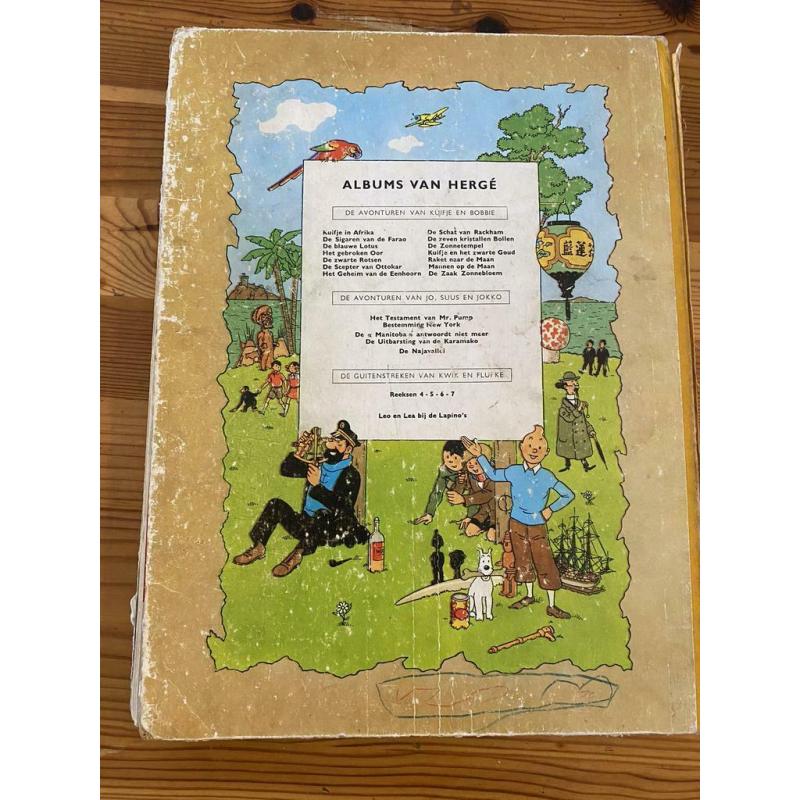 ALBUMS VAN HERGÉ
DE AVONTUREN VAN KUIFJE EN BOBBIE
Kuifje in Afrika
De Sigaren van de Farao
De blauwe Lotus
Het gebroken Oor
De zwarte Rotsen
De Scepter van Ottokar
Het Geheim van de Eenhoorn
De Schat van Rackham
De zeven kristallen Bollen
De Zonnetempel
Kuifje en het zwarte Goud
Raket naar de Maan
Mannen op de Maan
De Zaak Zonnebloem
DE AVONTUREN VAN JO, SUUS EN JOKKO
Het Testament van Mr. Pump
Bestemming New York
De « Manitoba » antwoordt niet meer
De Uitbarsting van de Karamako
De Najavallei
DE GUITENSTREKEN VAN KWIK EN FLUPKE
Reeksen 4 - 5 - 6 - 7
Leo en Lea bij de Lapino's
藍蓮